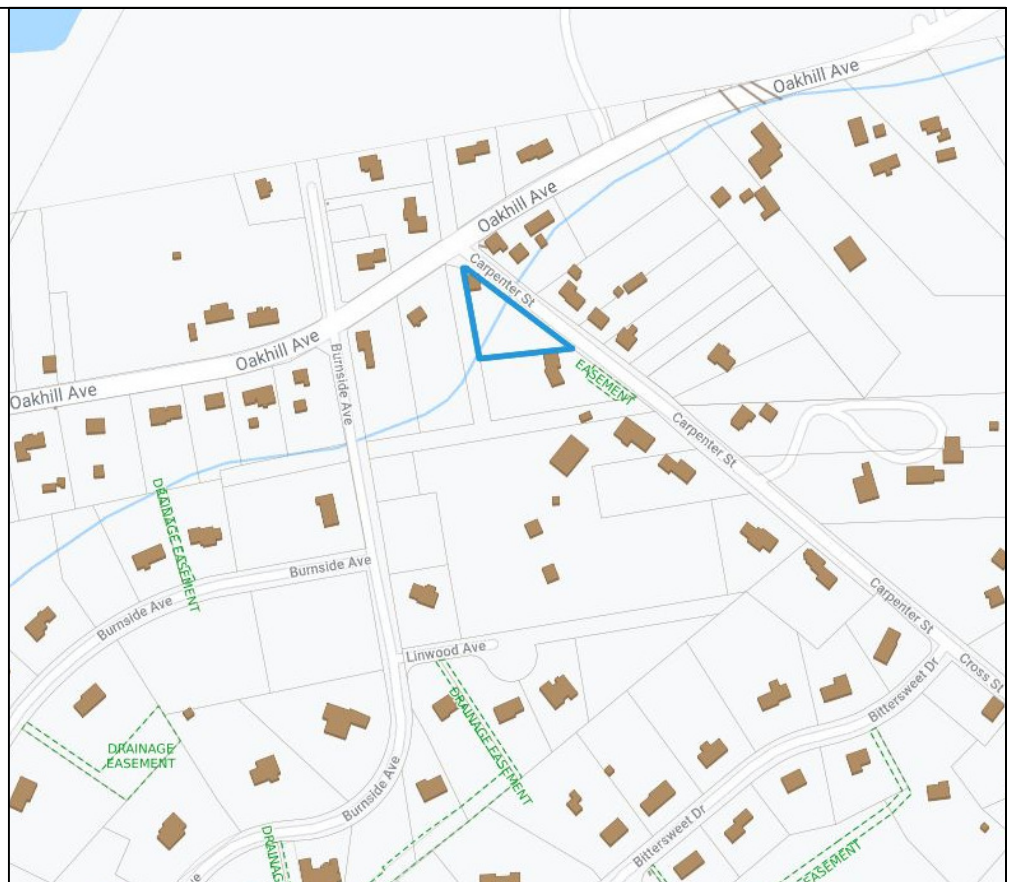 Oakhill Ave
Oakhill Ave
Carpenter St
Oakhill Ave
Burnside Ave
Oakhill Ave
EASEMENT
Carpenter St
DRAINAGE EASEMENT
Burnside Ave
Burnside Ave
Carpenter St
Linwood Ave
Cross St
Bittersweet Dr
DRAINAGE EASEMENT
DRAINAGE
EASEMENT
Burnside Ave
Bittersweet Dr
DRAINAG
EASEMENT